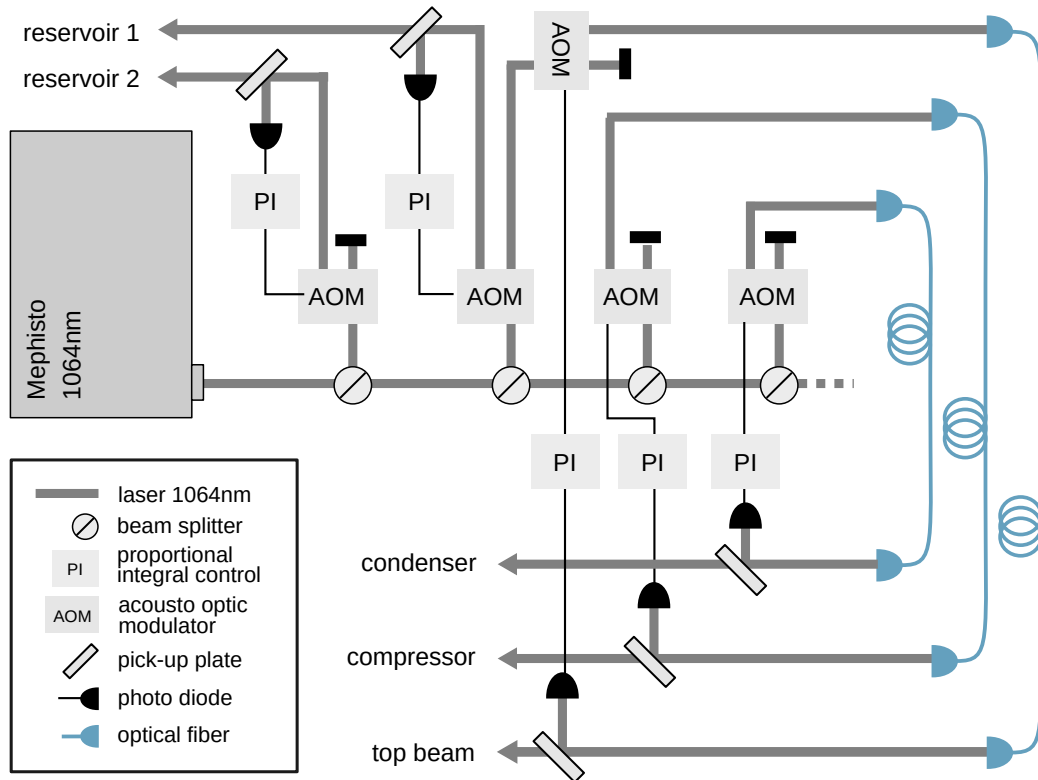 reservoir 1
reservoir 2
AOM
PI
PI
Mephisto
1064nm
AOM
AOM
AOM
AOM
PI
PI
PI
laser 1064nm
beam splitter
PI
proportional
integral control
AOM
acousto optic
modulator
pick-up plate
photo diode
optical fiber
condenser
compressor
top beam